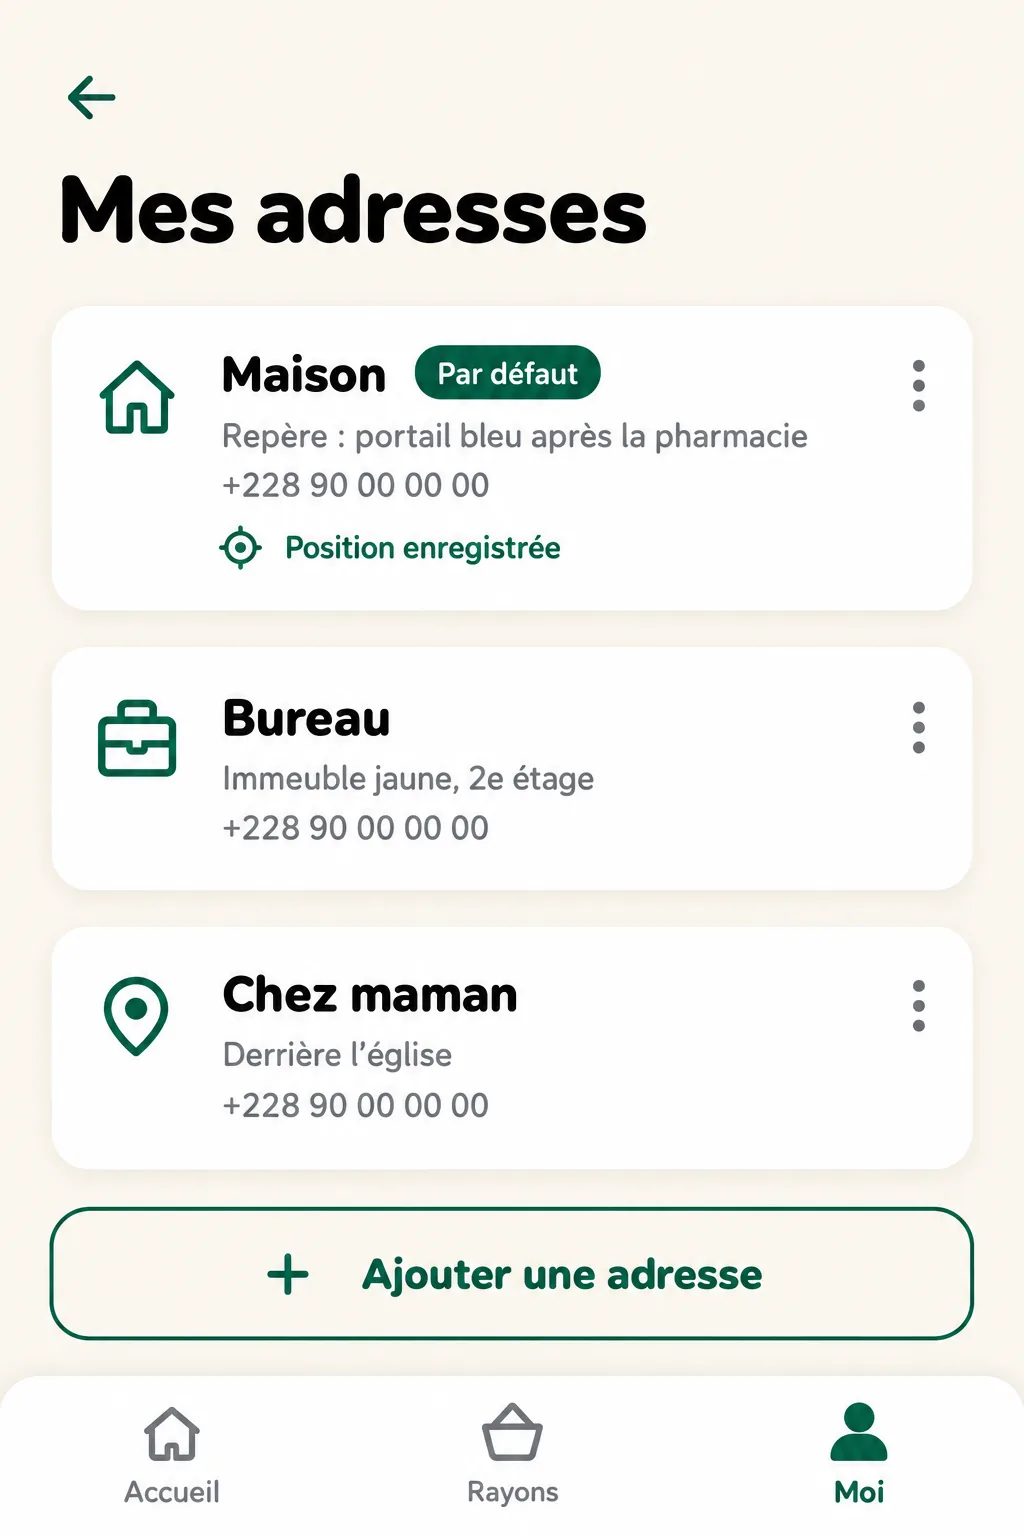 Mes adresses
Maison
Par défaut
Repère : portail bleu après la pharmacie
+228 90 00 00 00
Position enregistrée
Bureau
Immeuble jaune, 2e étage
+228 90 00 00 00
Chez maman
Derrière l’église
+228 90 00 00 00
+ Ajouter une adresse
Accueil
Rayons
Moi